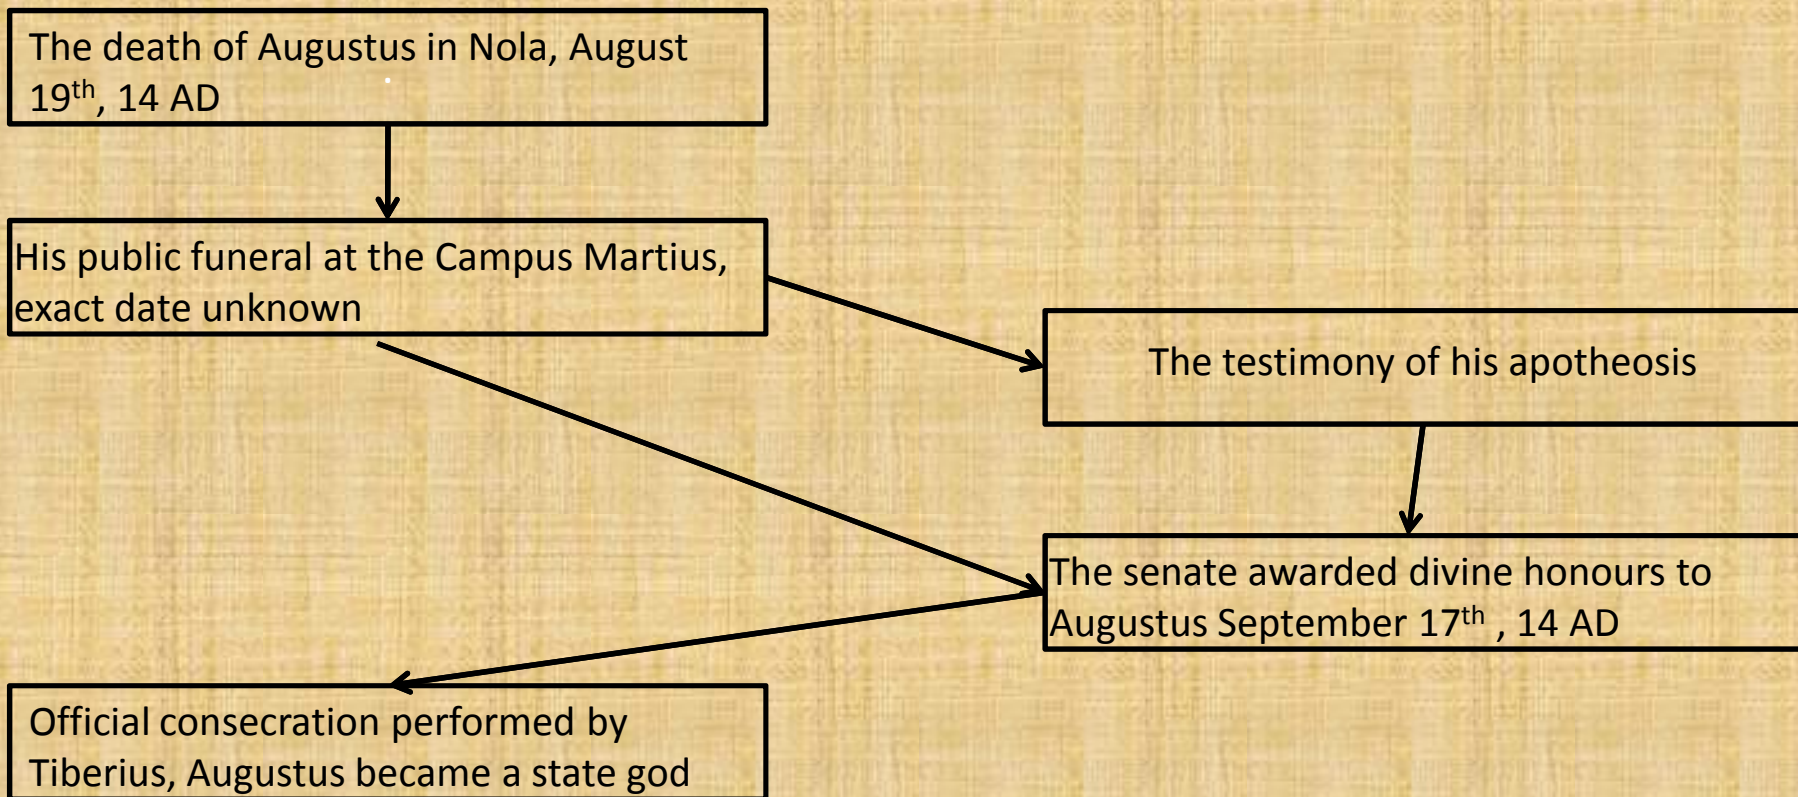 The death of Augustus in Nola, August
19th, 14 AD
His public funeral at the Campus Martius,
exact date unknown
The testimony of his apotheosis
The senate awarded divine honours to
Augustus September 17th , 14 AD
Official consecration performed by
Tiberius, Augustus became a state god